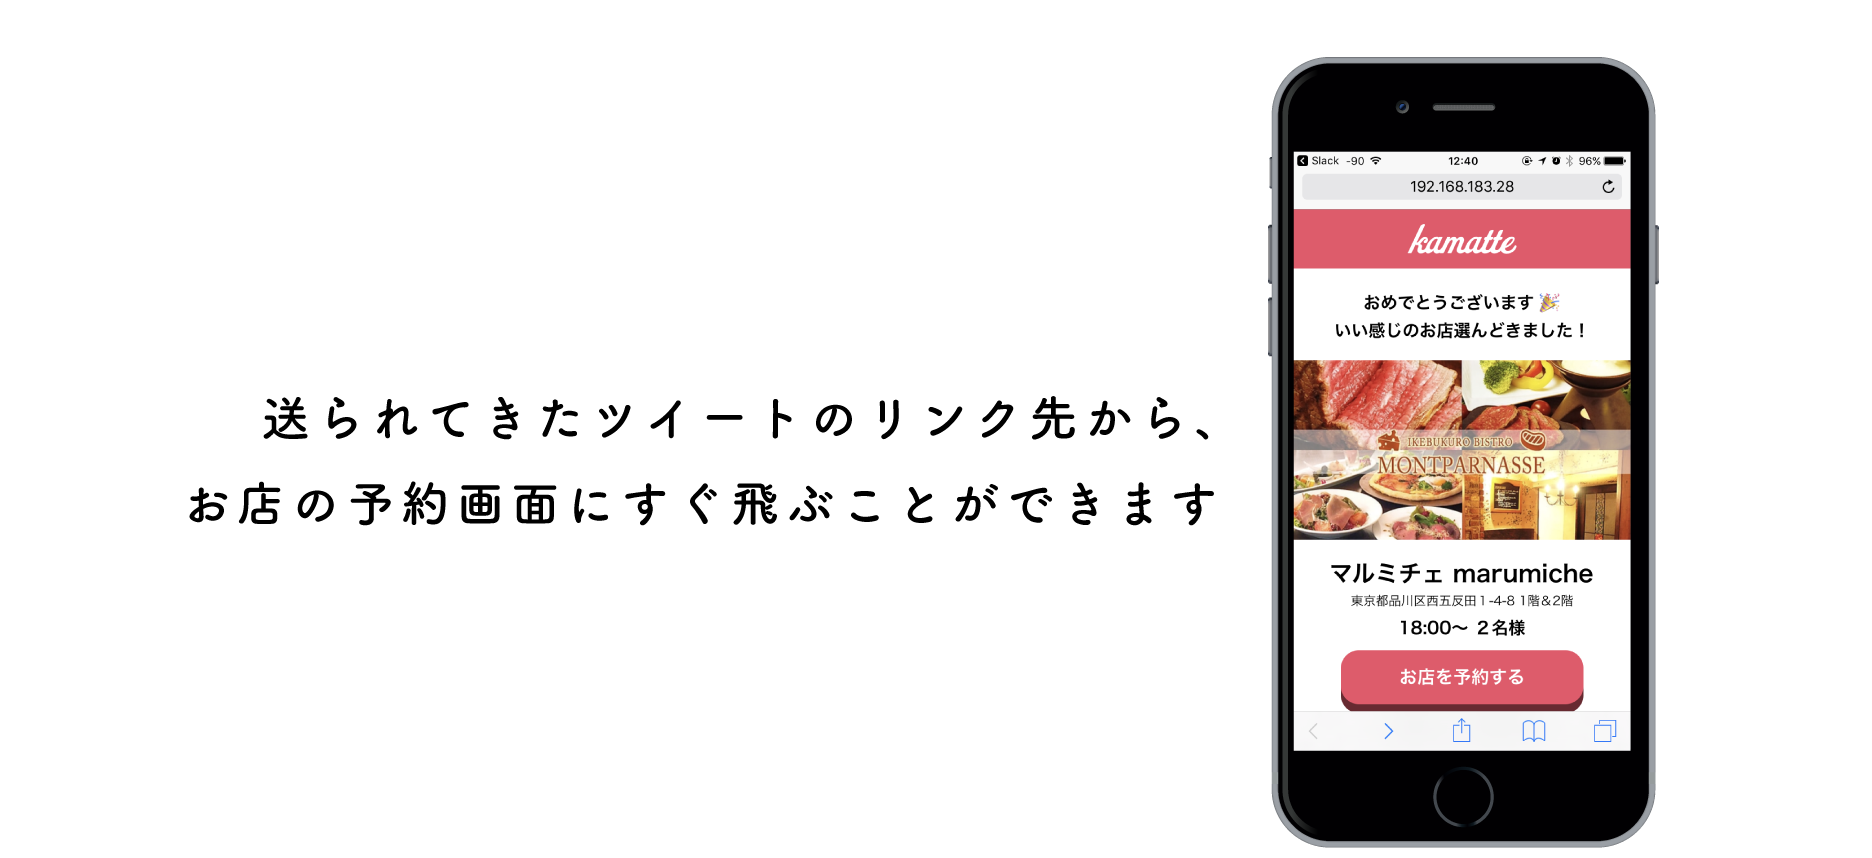 送られてきたツイートのリンク先から、
お店の予約画面にすぐ飛ぶことができます
Slack -90 12:40 96%
192.168.183.28
kamatte
おめでとうございます🎉
いい感じのお店選んどきました！
IKEBUKURO BISTRO
MONTPARNASSE
マルミチェ marumiche
東京都品川区西五反田１-4-8 1階＆2階
18:00〜 ２名様
お店を予約する